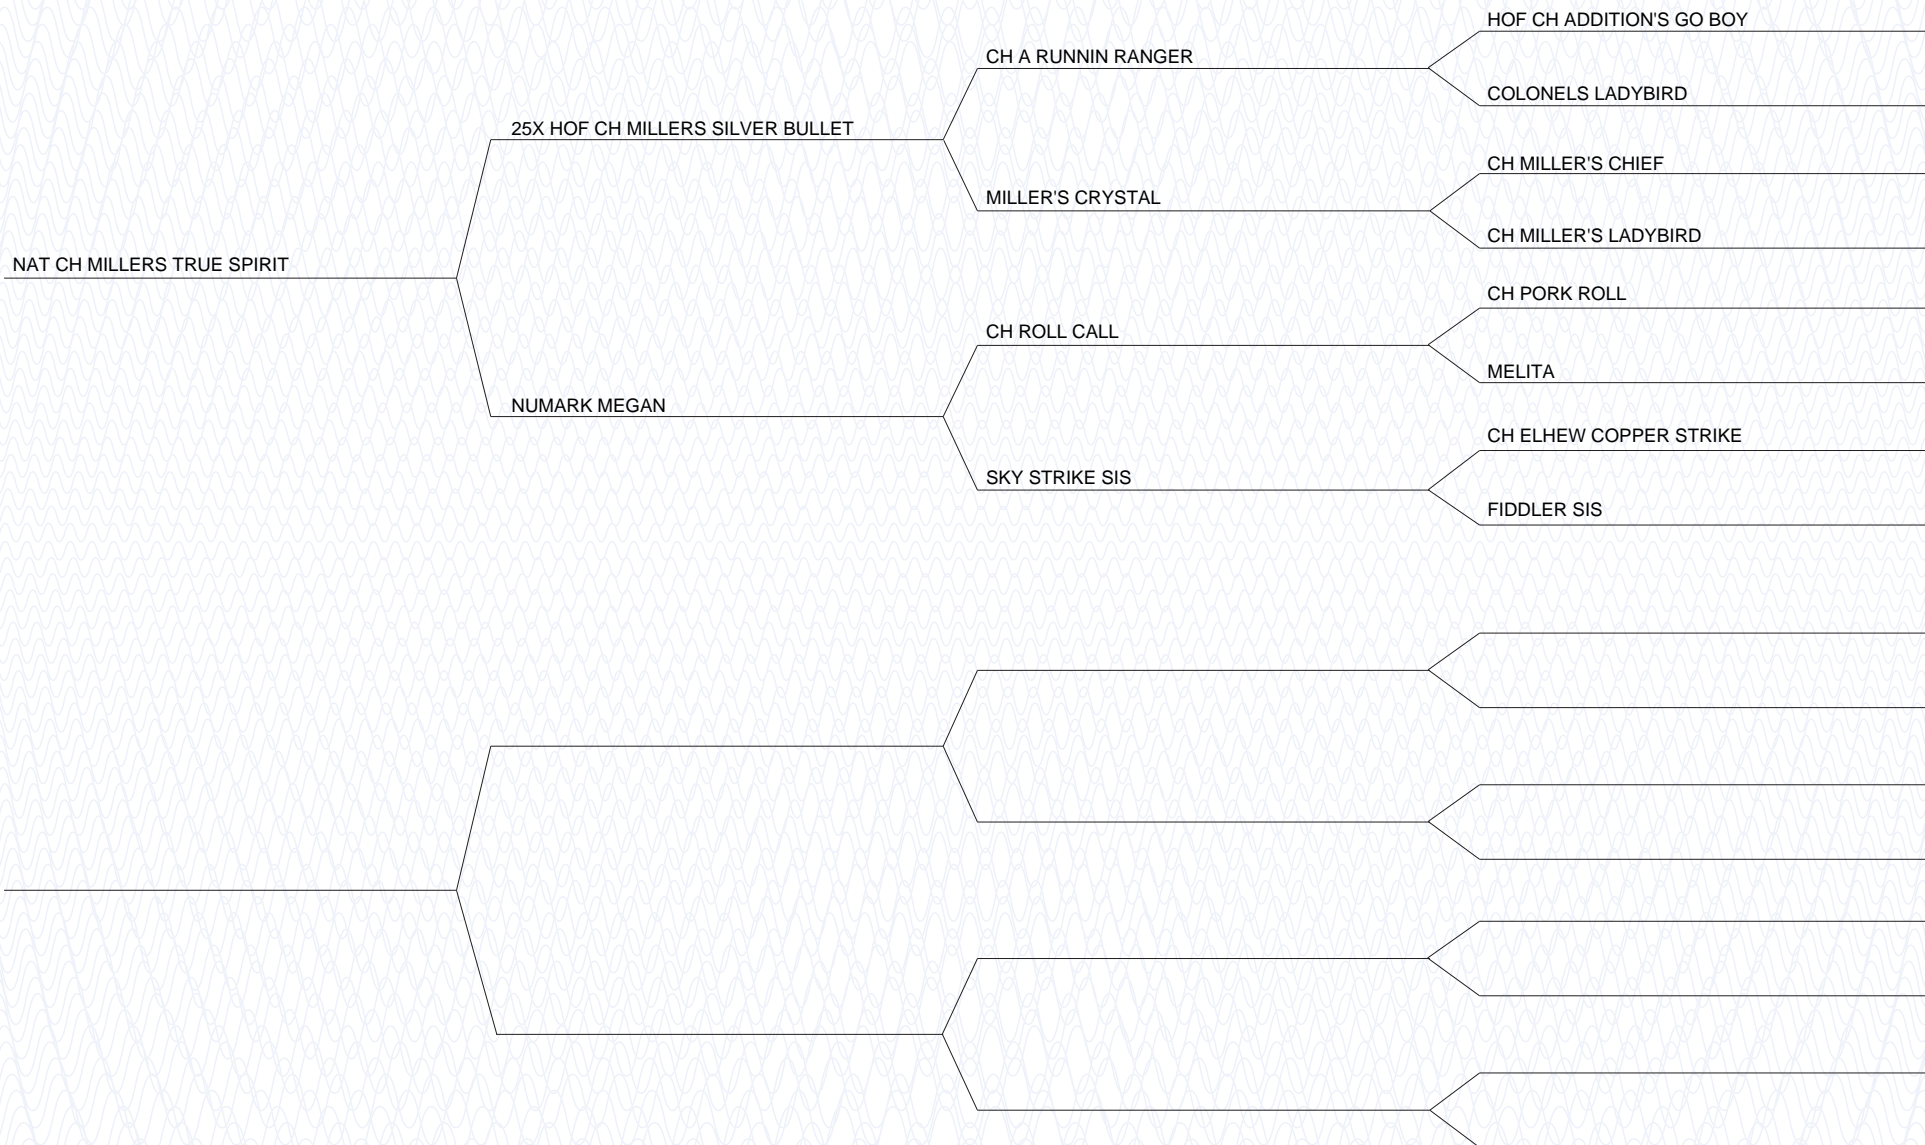 HOF CH ADDITION'S GO BOY
CH A RUNNIN RANGER
COLONELS LADYBIRD
25X HOF CH MILLERS SILVER BULLET
CH MILLER'S CHIEF
MILLER'S CRYSTAL
CH MILLER'S LADYBIRD
NAT CH MILLERS TRUE SPIRIT
CH PORK ROLL
CH ROLL CALL
MELITA
NUMARK MEGAN
CH ELHEW COPPER STRIKE
SKY STRIKE SIS
FIDDLER SIS